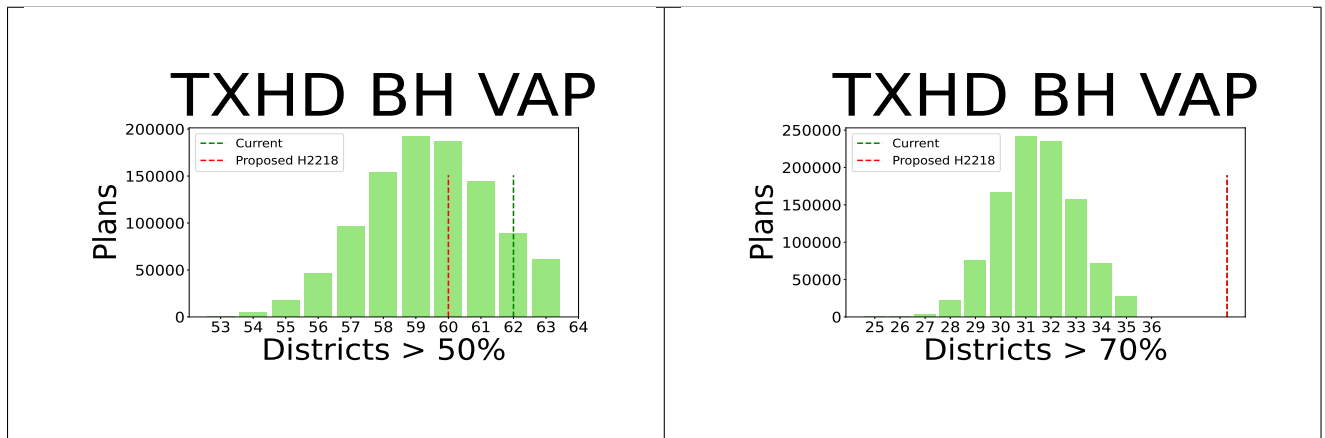 TXHD BH VAP
Current
Proposed H2218
Plans
200000
150000
100000
50000
0
53 54 55 56 57 58 59 60 61 62 63 64
Districts > 50%
TXHD BH VAP
Current
Proposed H2218
Plans
250000
200000
150000
100000
50000
0
25 26 27 28 29 30 31 32 33 34 35 36
Districts > 70%